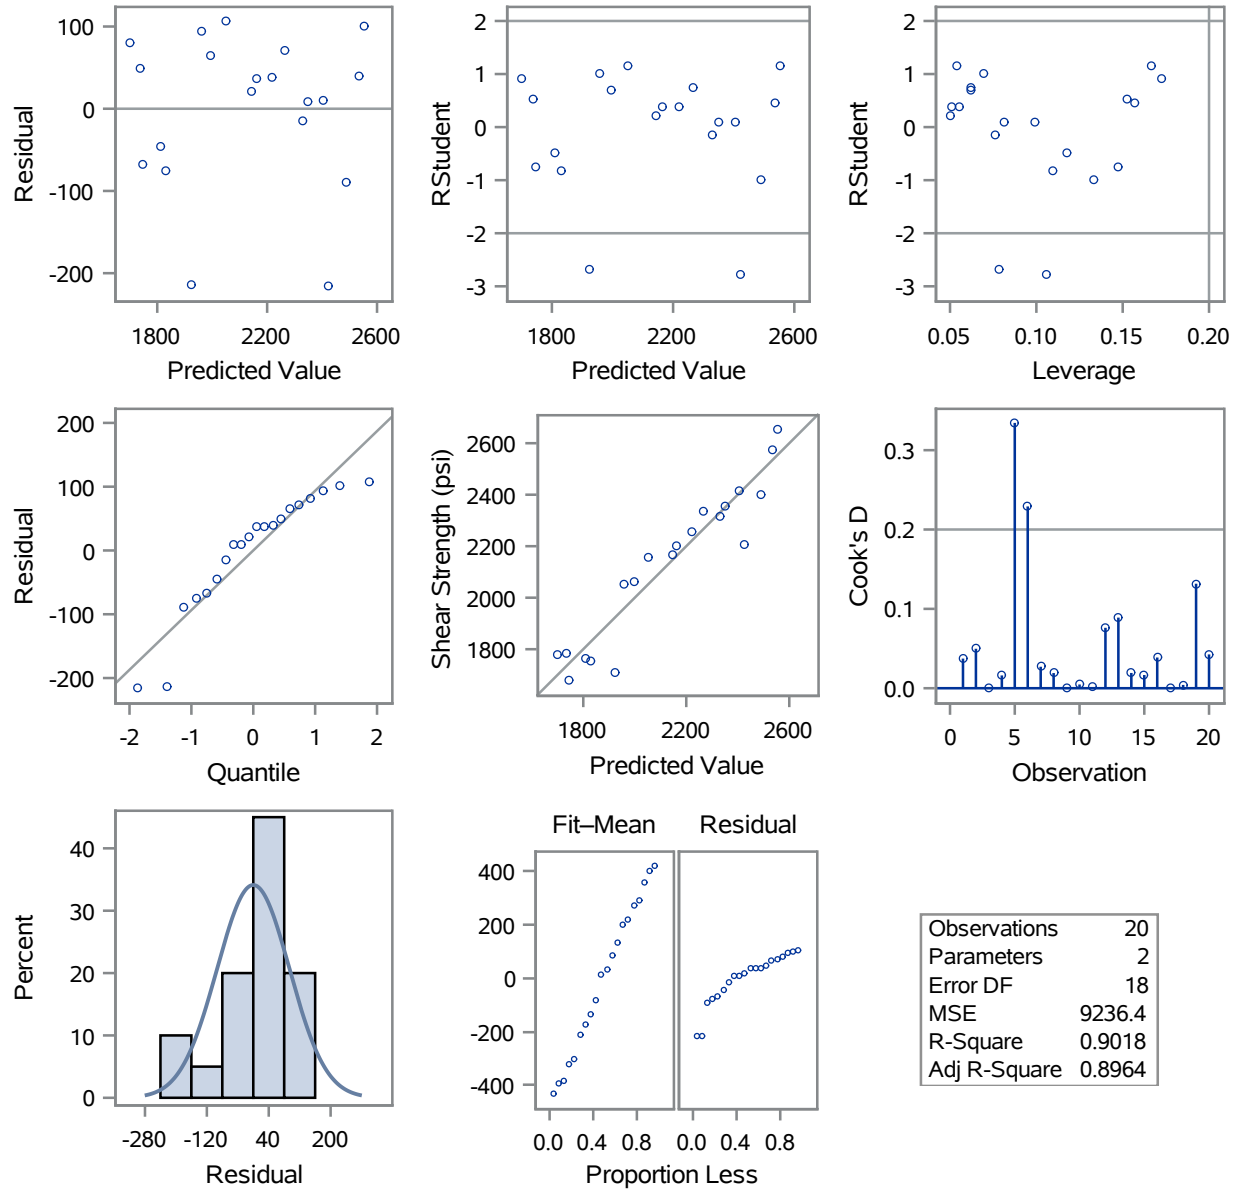 100
0
-100
-200
Residual
1800 2200 2600
Predicted Value
2
1
0
-1
-2
-3
RStudent
1800 2200 2600
Predicted Value
2
1
0
-1
-2
-3
RStudent
0.05 0.10 0.15 0.20
Leverage
200
100
0
-100
-200
Residual
-2 -1 0 1 2
Quantile
2600
2400
2200
2000
1800
Shear Strength (psi)
1800 2200 2600
Predicted Value
0.3
0.2
0.1
0.0
Cook's D
0 5 10 15 20
Observation
40
30
20
10
0
Percent
-280 -120 40 200
Residual
Fit–Mean Residual
400
200
0
-200
-400
0.0 0.4 0.8 0.0 0.4 0.8
Proportion Less
Observations 20
Parameters 2
Error DF 18
MSE 9236.4
R-Square 0.9018
Adj R-Square 0.8964